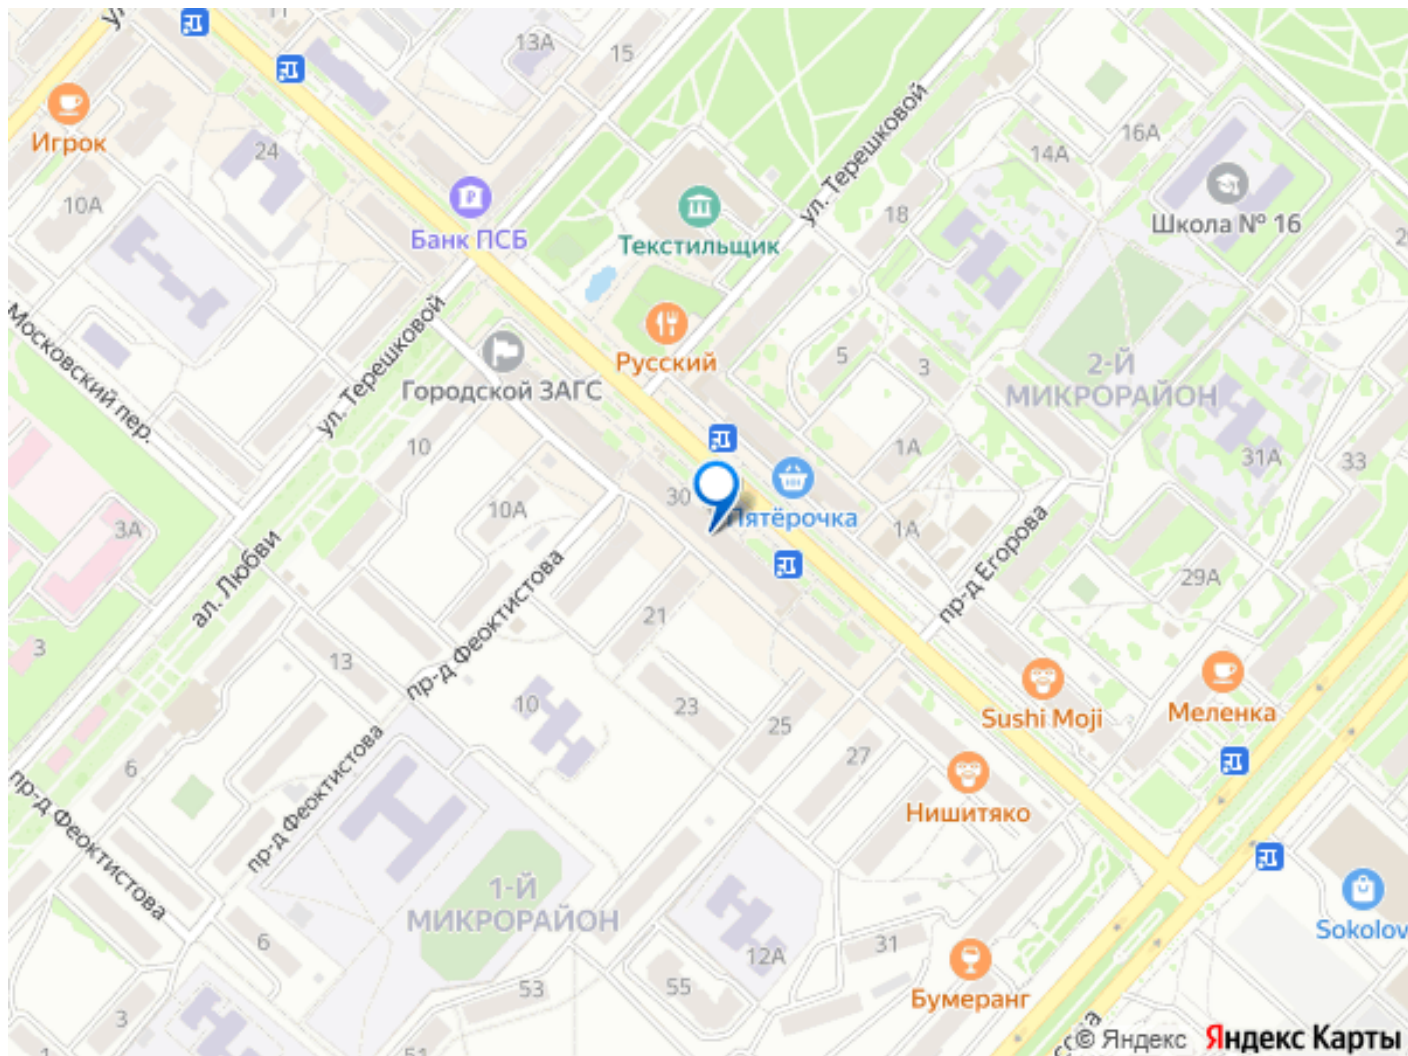 13А
15
Игрок
24
16А
14А
10А
ул. Терешковой
18
Школа № 16
Банк ПСБ
Текстильщик
Московский пер.
ул. Терешковой
Русский
5
3
2-Й
МИКРОРАЙОН
Городской ЗАГС
10
1А
31А
33
30
10А
Пятёрочка
1А
3А
ал. Любви
пр-д Феоктистова
пр-д Егорова
29А
21
3
13
10
23
25
Sushi Moji
Меленка
27
6
пр-д Феоктистова
Нишитяко
пр-д Феоктистова
1-Й
МИКРОРАЙОН
6
12А
31
Sokolov
53
55
Бумеранг
3
51
© Яндекс
Яндекс Карты